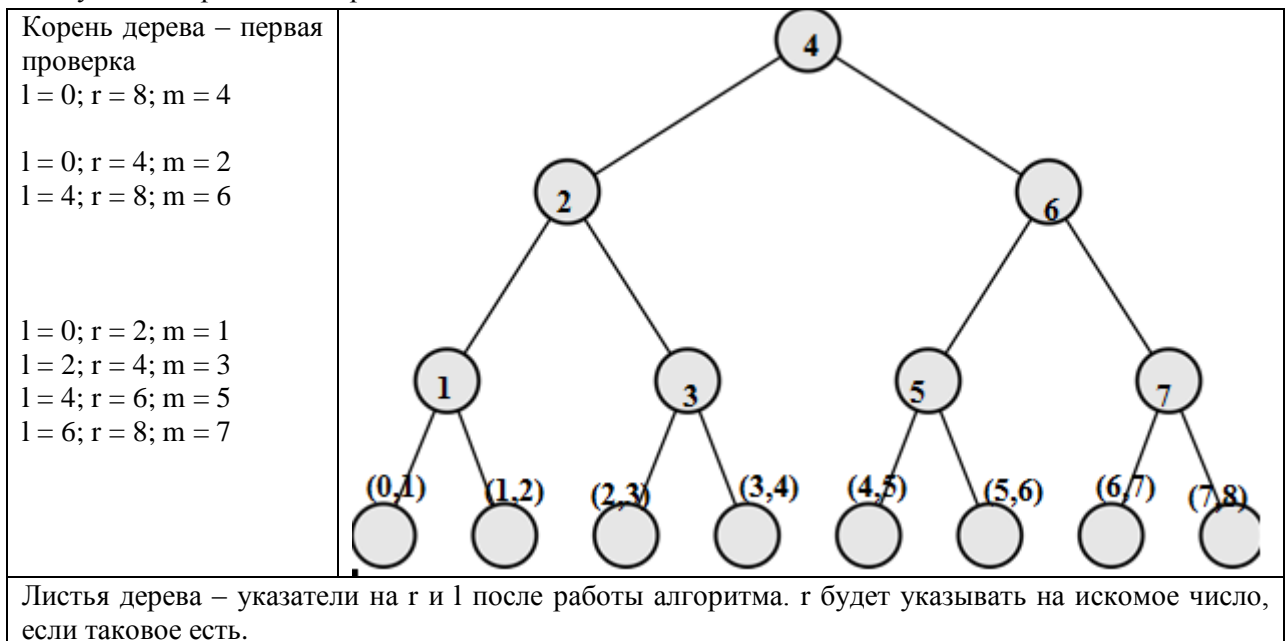 Корень дерева – первая
проверка
l = 0; r = 8; m = 4
l = 0; r = 4; m = 2
l = 4; r = 8; m = 6
l = 0; r = 2; m = 1
l = 2; r = 4; m = 3
l = 4; r = 6; m = 5
l = 6; r = 8; m = 7
4
2
6
1
3
5
7
(0,1)
(1,2)
(2,3)
(3,4)
(4,5)
(5,6)
(6,7)
(7,8)
Листья дерева – указатели на r и l после работы алгоритма. r будет указывать на искомое число,
если таковое есть.